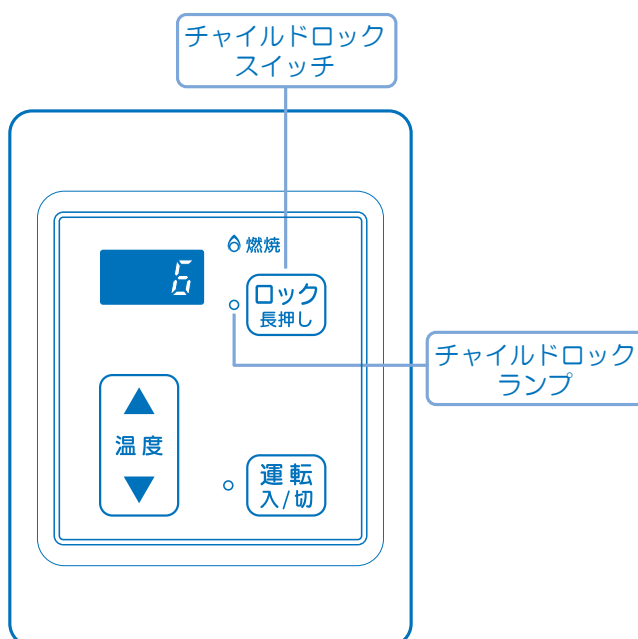 チャイルドロック
スイッチ
燃焼
6
ロック
長押し
チャイルドロック
ランプ
温度
運転
入/切